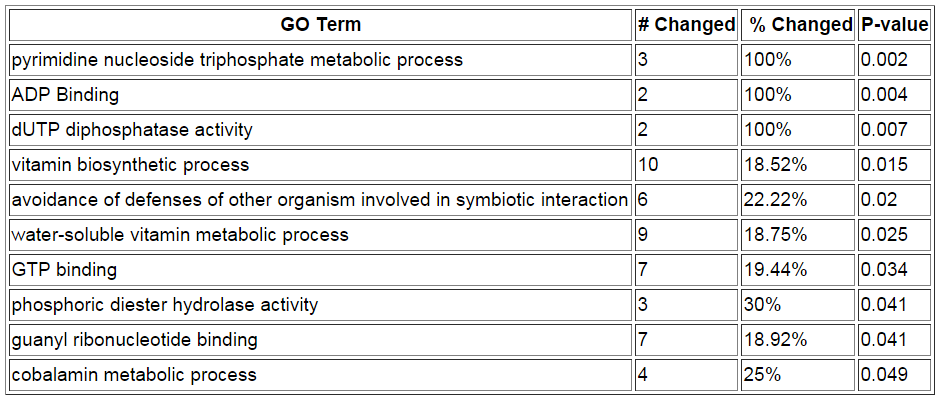 GO Term # Changed % Changed P-value
pyrimidine nucleoside triphosphate metabolic process 3 100% 0.002
ADP Binding 2 100% 0.004
dUTP diphosphatase activity 2 100% 0.007
vitamin biosynthetic process 10 18.52% 0.015
avoidance of defenses of other organism involved in symbiotic interaction 6 22.22% 0.02
water-soluble vitamin metabolic process 9 18.75% 0.025
GTP binding 7 19.44% 0.034
phosphoric diester hydrolase activity 3 30% 0.041
guanyl ribonucleotide binding 7 18.92% 0.041
cobalamin metabolic process 4 25% 0.049